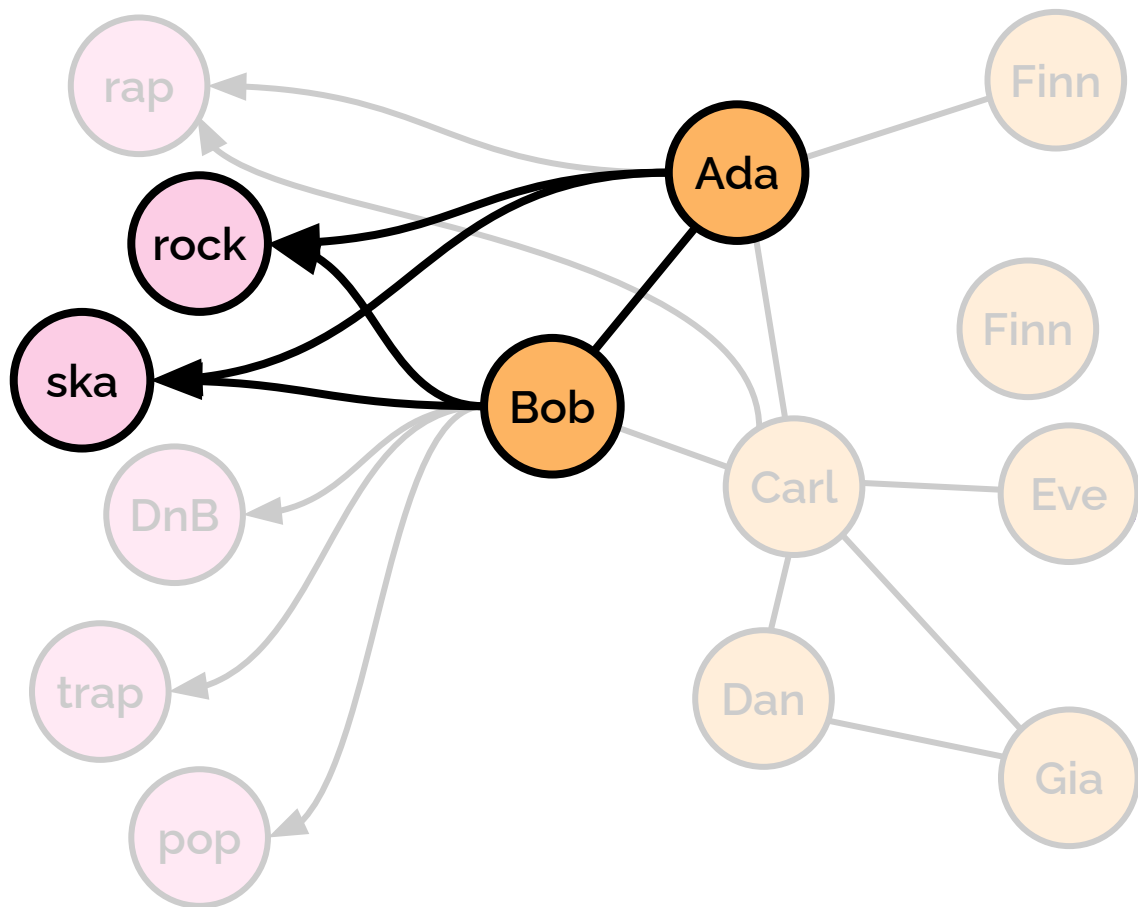 rap
Finn
Ada
rock
Finn
ska
Bob
Carl
Eve
DnB
trap
Dan
Gia
pop